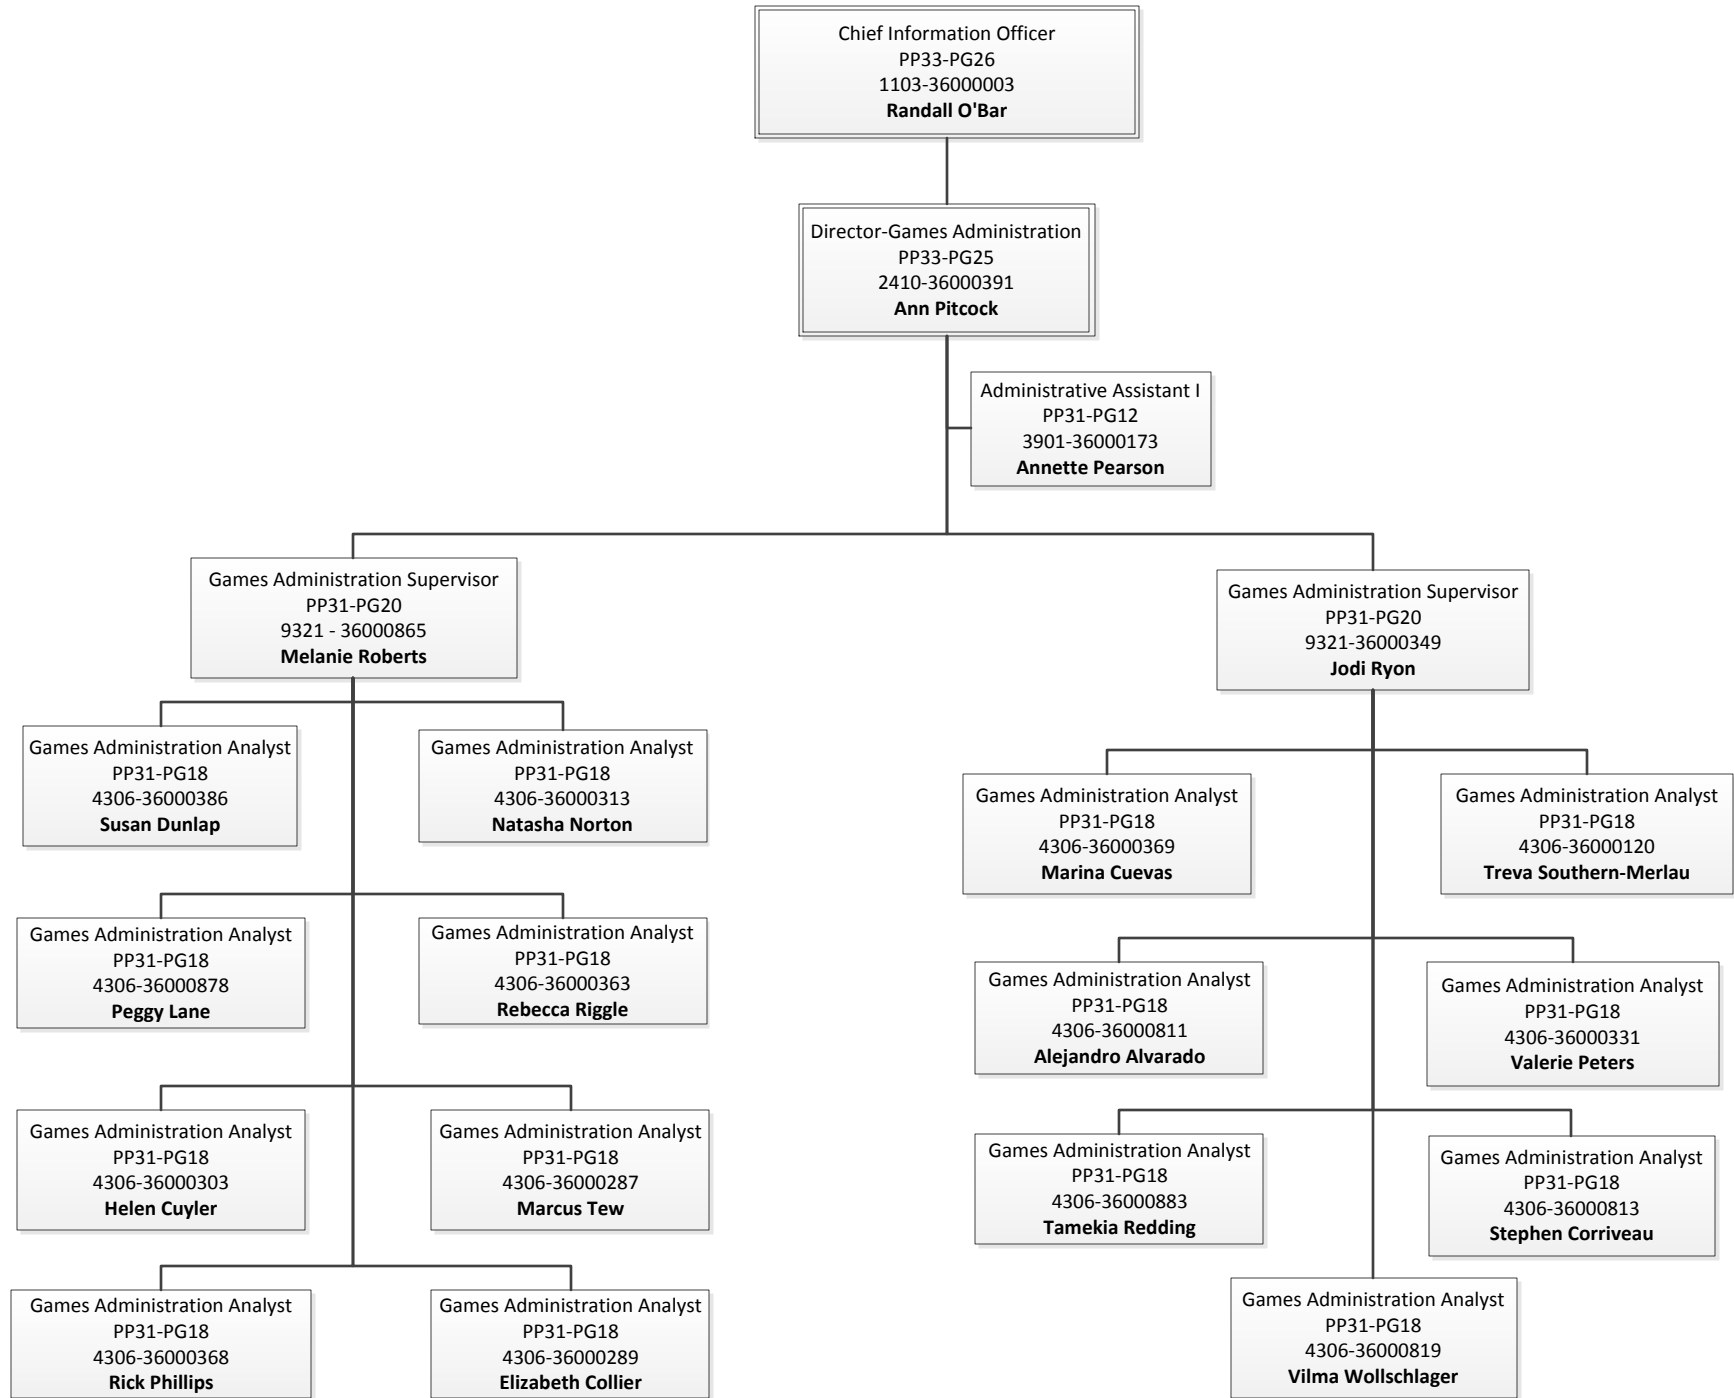 Chief Information Officer
PP33-PG26
1103-36000003
Randall O'Bar
Director-Games Administration
PP33-PG25
2410-36000391
Ann Pitcock
Administrative Assistant I
PP31-PG12
3901-36000173
Annette Pearson
Games Administration Supervisor
PP31-PG20
9321 - 36000865
Melanie Roberts
Games Administration Supervisor
PP31-PG20
9321-36000349
Jodi Ryon
Games Administration Analyst
PP31-PG18
4306-36000386
Susan Dunlap
Games Administration Analyst
PP31-PG18
4306-36000313
Natasha Norton
Games Administration Analyst
PP31-PG18
4306-36000369
Marina Cuevas
Games Administration Analyst
PP31-PG18
4306-36000120
Treva Southern-Merlau
Games Administration Analyst
PP31-PG18
4306-36000878
Peggy Lane
Games Administration Analyst
PP31-PG18
4306-36000363
Rebecca Riggle
Games Administration Analyst
PP31-PG18
4306-36000811
Alejandro Alvarado
Games Administration Analyst
PP31-PG18
4306-36000331
Valerie Peters
Games Administration Analyst
PP31-PG18
4306-36000303
Helen Cuyler
Games Administration Analyst
PP31-PG18
4306-36000287
Marcus Tew
Games Administration Analyst
PP31-PG18
4306-36000883
Tamekia Redding
Games Administration Analyst
PP31-PG18
4306-36000813
Stephen Corriveau
Games Administration Analyst
PP31-PG18
4306-36000368
Rick Phillips
Games Administration Analyst
PP31-PG18
4306-36000289
Elizabeth Collier
Games Administration Analyst
PP31-PG18
4306-36000819
Vilma Wollschlager